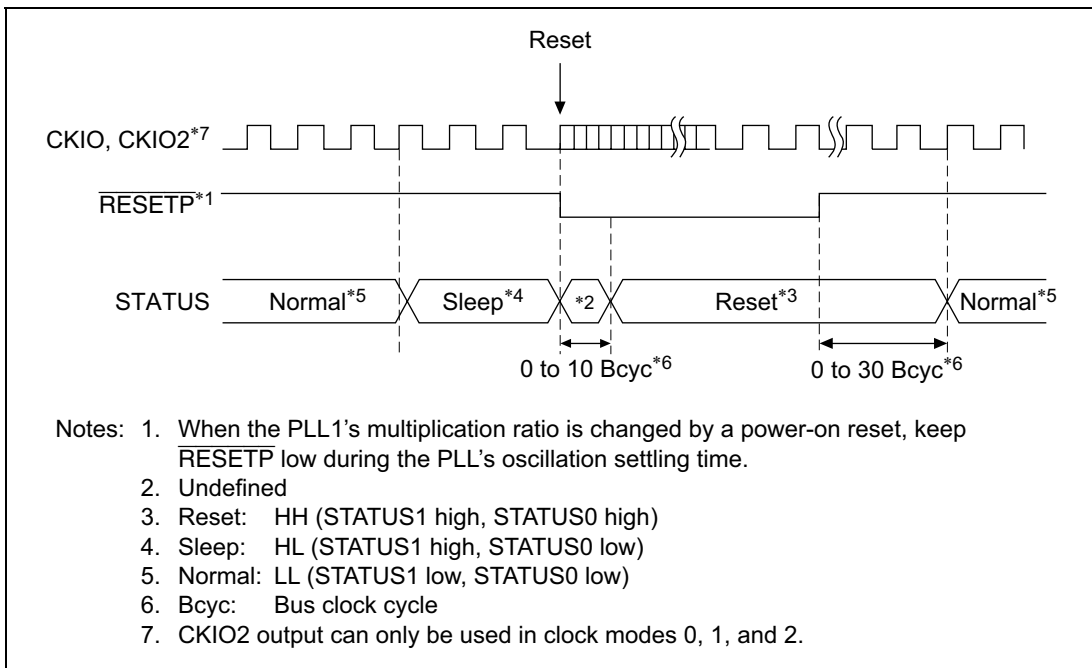 Reset
CKIO, CKIO2*7
RESETP*1
STATUS
Normal*5
Sleep*4
*2
Reset*3
Normal*5
0 to 10 Bcyc*6
0 to 30 Bcyc*6
Notes: 1. When the PLL1's multiplication ratio is changed by a power-on reset, keep
RESETP low during the PLL's oscillation settling time.
2. Undefined
3. Reset: HH (STATUS1 high, STATUS0 high)
4. Sleep: HL (STATUS1 high, STATUS0 low)
5. Normal: LL (STATUS1 low, STATUS0 low)
6. Bcyc: Bus clock cycle
7. CKIO2 output can only be used in clock modes 0, 1, and 2.